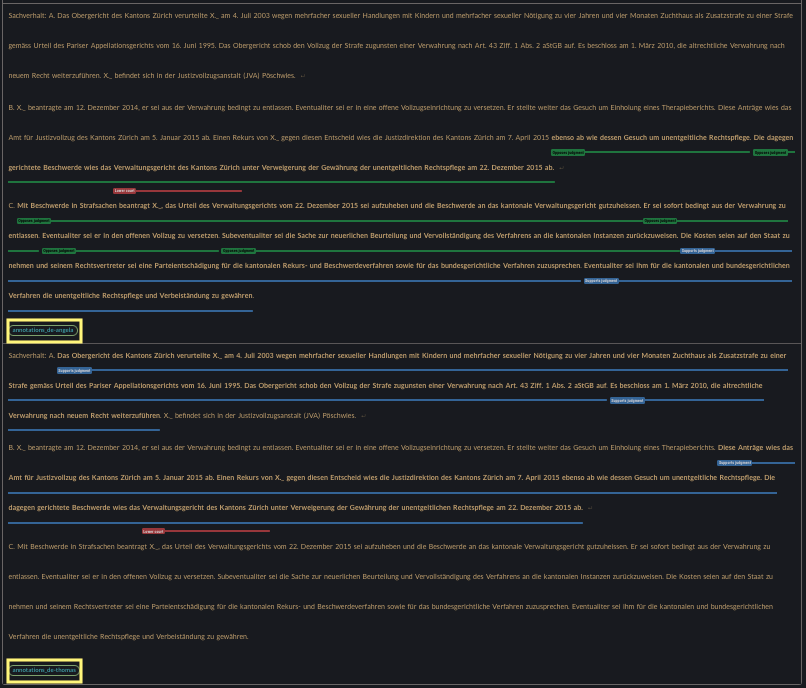 Sachverhalt: A. Das Obergericht des Kantons Zürich verurteilte X._ am 4. Juli 2003 wegen mehrfacher sexueller Handlungen mit Kindern und mehrfacher sexueller Nötigung zu vier Jahren und vier Monaten Zuchthaus als Zusatzstrafe zu einer Strafe
gemäss Urteil des Pariser Appellationsgerichts vom 16. Juni 1995. Das Obergericht schob den Vollzug der Strafe zugunsten einer Verwahrung nach Art. 43 Ziff. 1 Abs. 2 aStGB auf. Es beschloss am 1. März 2010, die altrechtliche Verwahrung nach
neuem Recht weiterzuführen. X._ befindet sich in der Justizvollzugsanstalt (JVA) Pöschwies. ↵
B. X._ beantragte am 12. Dezember 2014, er sei aus der Verwahrung bedingt zu entlassen. Eventualiter sei er in eine offene Vollzugseinrichtung zu versetzen. Er stellte weiter das Gesuch um Einholung eines Therapieberichts. Diese Anträge wies das
Amt für Justizvollzug des Kantons Zürich am 5. Januar 2015 ab. Einen Rekurs von X._ gegen diesen Entscheid wies die Justizdirektion des Kantons Zürich am 7. April 2015 ebenso ab wie dessen Gesuch um unentgeltliche Rechtspflege. Die dagegen
Opposes judgment Opposes judgment
gerichtete Beschwerde wies das Verwaltungsgericht des Kantons Zürich unter Verweigerung der Gewährung der unentgeltlichen Rechtspflege am 22. Dezember 2015 ab. ↵
Lower court
C. Mit Beschwerde in Strafsachen beantragt X._, das Urteil des Verwaltungsgerichts vom 22. Dezember 2015 sei aufzuheben und die Beschwerde an das kantonale Verwaltungsgericht gutzuheissen. Er sei sofort bedingt aus der Verwahrung zu
Opposes judgment Opposes judgment
entlassen. Eventualiter sei er in den offenen Vollzug zu versetzen. Subeventualiter sei die Sache zur neuerlichen Beurteilung und Vervollständigung des Verfahrens an die kantonalen Instanzen zurückzuweisen. Die Kosten seien auf den Staat zu
Opposes judgment Opposes judgment Supports judgment
nehmen und seinem Rechtsvertreter sei eine Parteientschädigung für die kantonalen Rekurs- und Beschwerdeverfahren sowie für das bundesgerichtliche Verfahren zuzusprechen. Eventualiter sei ihm für die kantonalen und bundesgerichtlichen
Supports judgment
Verfahren die unentgeltliche Rechtspflege und Verbeiständung zu gewähren.
annotations_de-angela
Sachverhalt: A. Das Obergericht des Kantons Zürich verurteilte X._ am 4. Juli 2003 wegen mehrfacher sexueller Handlungen mit Kindern und mehrfacher sexueller Nötigung zu vier Jahren und vier Monaten Zuchthaus als Zusatzstrafe zu einer
Supports judgment
Strafe gemäss Urteil des Pariser Appellationsgerichts vom 16. Juni 1995. Das Obergericht schob den Vollzug der Strafe zugunsten einer Verwahrung nach Art. 43 Ziff. 1 Abs. 2 aStGB auf. Es beschloss am 1. März 2010, die altrechtliche
Supports judgment
Verwahrung nach neuem Recht weiterzuführen. X._ befindet sich in der Justizvollzugsanstalt (JVA) Pöschwies. ↵
B. X._ beantragte am 12. Dezember 2014, er sei aus der Verwahrung bedingt zu entlassen. Eventualiter sei er in eine offene Vollzugseinrichtung zu versetzen. Er stellte weiter das Gesuch um Einholung eines Therapieberichts. Diese Anträge wies das
Supports judgment
Amt für Justizvollzug des Kantons Zürich am 5. Januar 2015 ab. Einen Rekurs von X._ gegen diesen Entscheid wies die Justizdirektion des Kantons Zürich am 7. April 2015 ebenso ab wie dessen Gesuch um unentgeltliche Rechtspflege. Die
dagegen gerichtete Beschwerde wies das Verwaltungsgericht des Kantons Zürich unter Verweigerung der Gewährung der unentgeltlichen Rechtspflege am 22. Dezember 2015 ab. ↵
Lower court
C. Mit Beschwerde in Strafsachen beantragt X._, das Urteil des Verwaltungsgerichts vom 22. Dezember 2015 sei aufzuheben und die Beschwerde an das kantonale Verwaltungsgericht gutzuheissen. Er sei sofort bedingt aus der Verwahrung zu
entlassen. Eventualiter sei er in den offenen Vollzug zu versetzen. Subeventualiter sei die Sache zur neuerlichen Beurteilung und Vervollständigung des Verfahrens an die kantonalen Instanzen zurückzuweisen. Die Kosten seien auf den Staat zu
nehmen und seinem Rechtsvertreter sei eine Parteientschädigung für die kantonalen Rekurs- und Beschwerdeverfahren sowie für das bundesgerichtliche Verfahren zuzusprechen. Eventualiter sei ihm für die kantonalen und bundesgerichtlichen
Verfahren die unentgeltliche Rechtspflege und Verbeiständung zu gewähren.
annotations_de-thomas